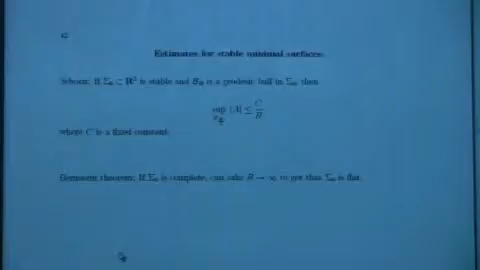 42
Estimates for stable minimal surfaces.
Schoen: If Σ₀ ⊂ R³ is stable and B_R is a geodesic ball in Σ₀, then
sup |A| ≤ C/R
where C is a fixed constant.
Bernstein theorem: If Σ₀ is complete, can take R → ∞ to get that Σ₀ is flat.